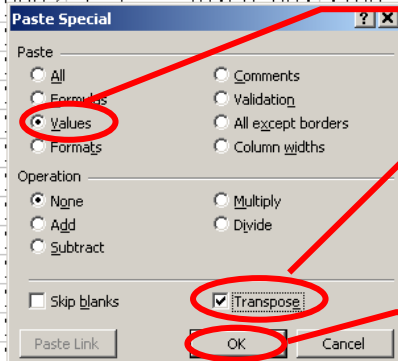 Paste Special
Paste
All
Comments
Formulas
Validation
Values
All except borders
Formats
Column widths
Operation
None
Multiply
Add
Divide
Subtract
Skip blanks
Transpose
Paste Link
OK
Cancel